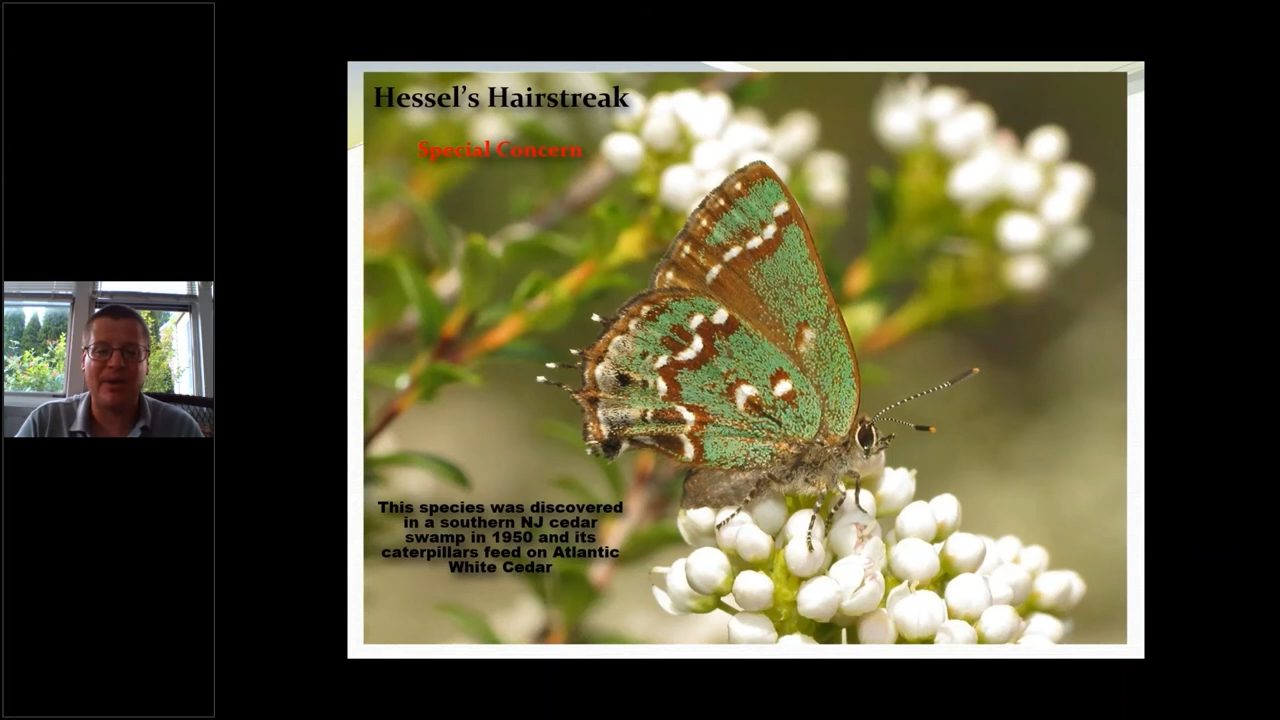 Hessel's Hairstreak
Special Concern
This species was discovered
in a southern NJ cedar
swamp in 1950 and its
caterpillars feed on Atlantic
White Cedar